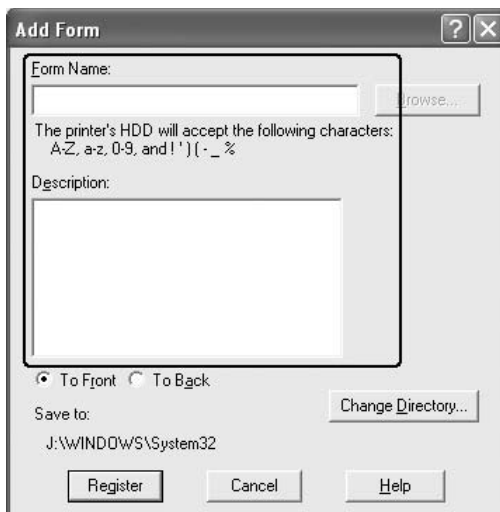 Add Form
Form Name:
Browse...
The printer's HDD will accept the following characters:
A-Z, a-z, 0-9, and ! ' ) ( - _ %
Description:
To Front To Back
Change Directory...
Save to:
J:\WINDOWS\System32
Register Cancel Help